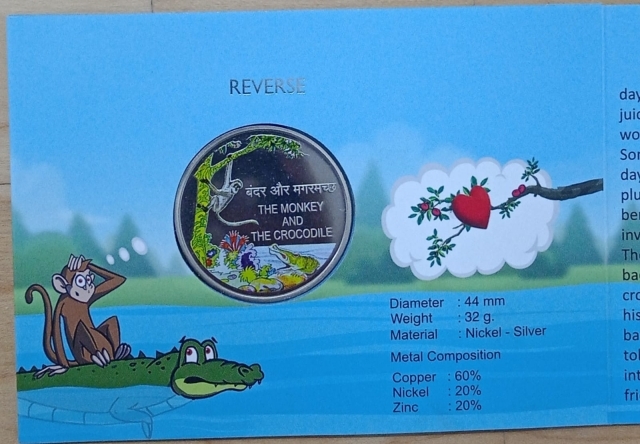 REVERSE
बंदर और मगरमच्छ
THE MONKEY
AND
THE CROCODILE
Diameter : 44 mm
Weight : 32 g.
Material : Nickel - Silver
Metal Composition
Copper : 60%
Nickel : 20%
Zinc : 20%